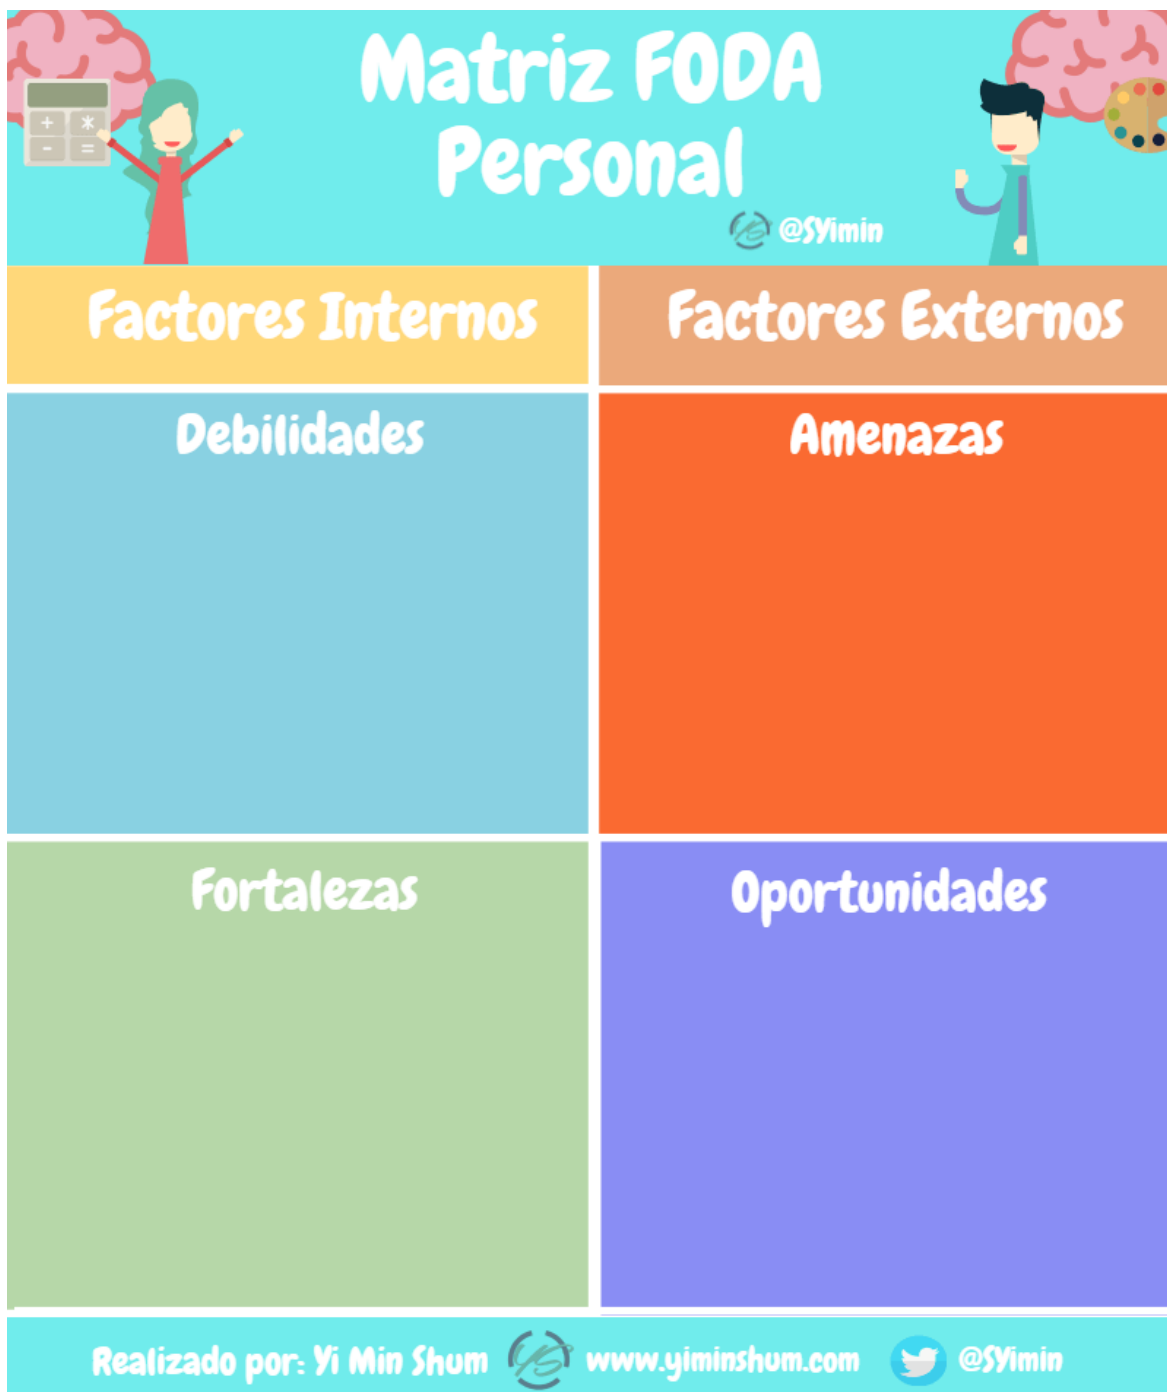 Matriz FODA
Personal
@SYimin
Factores Internos
Factores Externos
Debilidades
Amenazas
Fortalezas
Oportunidades
Realizado por: Yi Min Shum YS www.yiminshum.com @SYimin